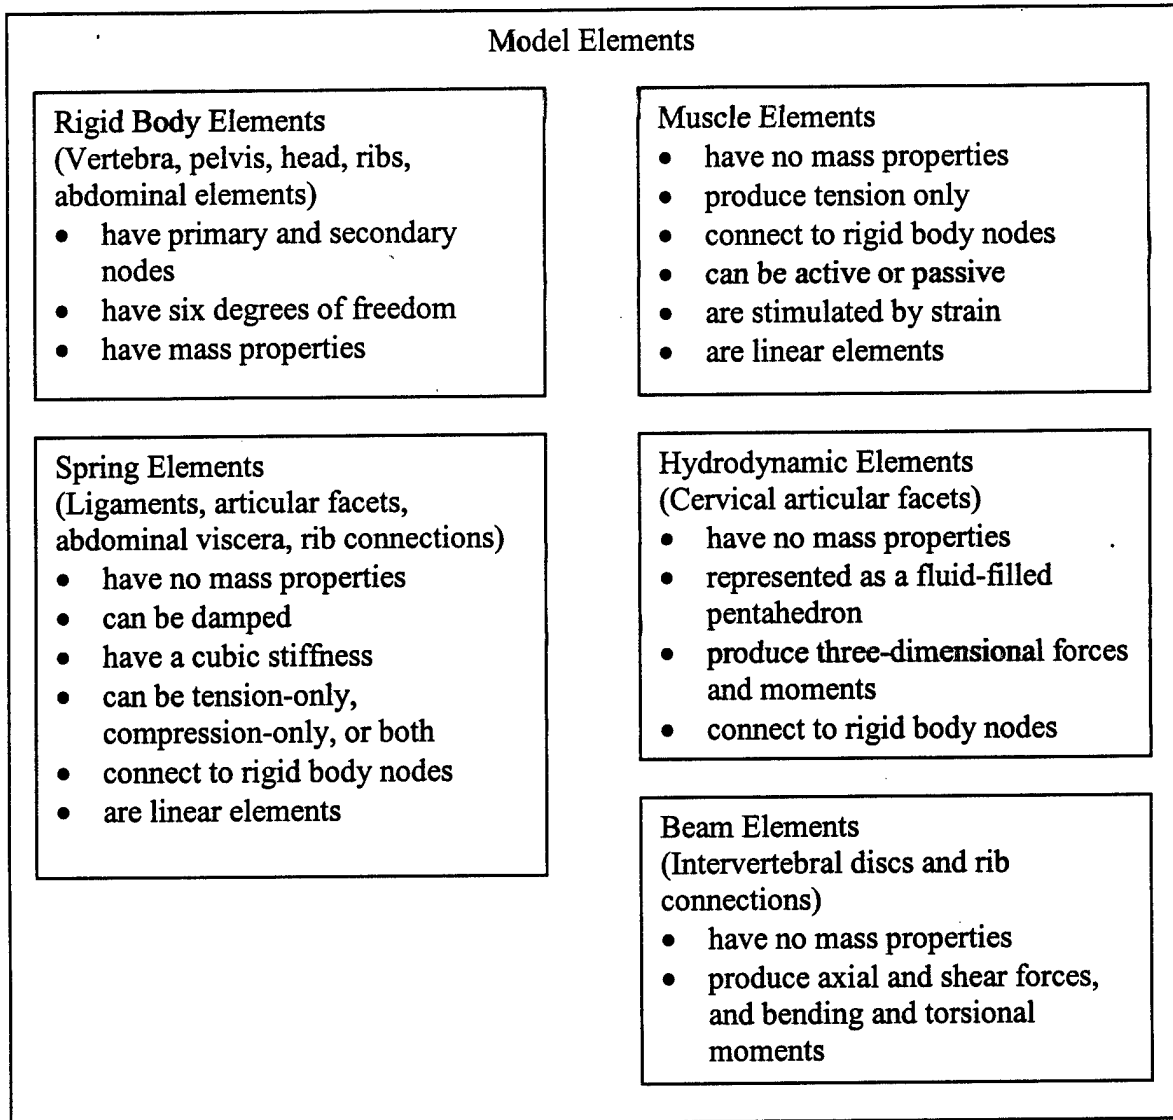 Model Elements
Rigid Body Elements
(Vertebra, pelvis, head, ribs,
abdominal elements)
• have primary and secondary
nodes
• have six degrees of freedom
• have mass properties
Spring Elements
(Ligaments, articular facets,
abdominal viscera, rib connections)
• have no mass properties
• can be damped
• have a cubic stiffness
• can be tension-only,
compression-only, or both
• connect to rigid body nodes
• are linear elements
Muscle Elements
• have no mass properties
• produce tension only
• connect to rigid body nodes
• can be active or passive
• are stimulated by strain
• are linear elements
Hydrodynamic Elements
(Cervical articular facets)
• have no mass properties
• represented as a fluid-filled
pentahedron
• produce three-dimensional forces
and moments
• connect to rigid body nodes
Beam Elements
(Intervertebral discs and rib
connections)
• have no mass properties
• produce axial and shear forces,
and bending and torsional
moments